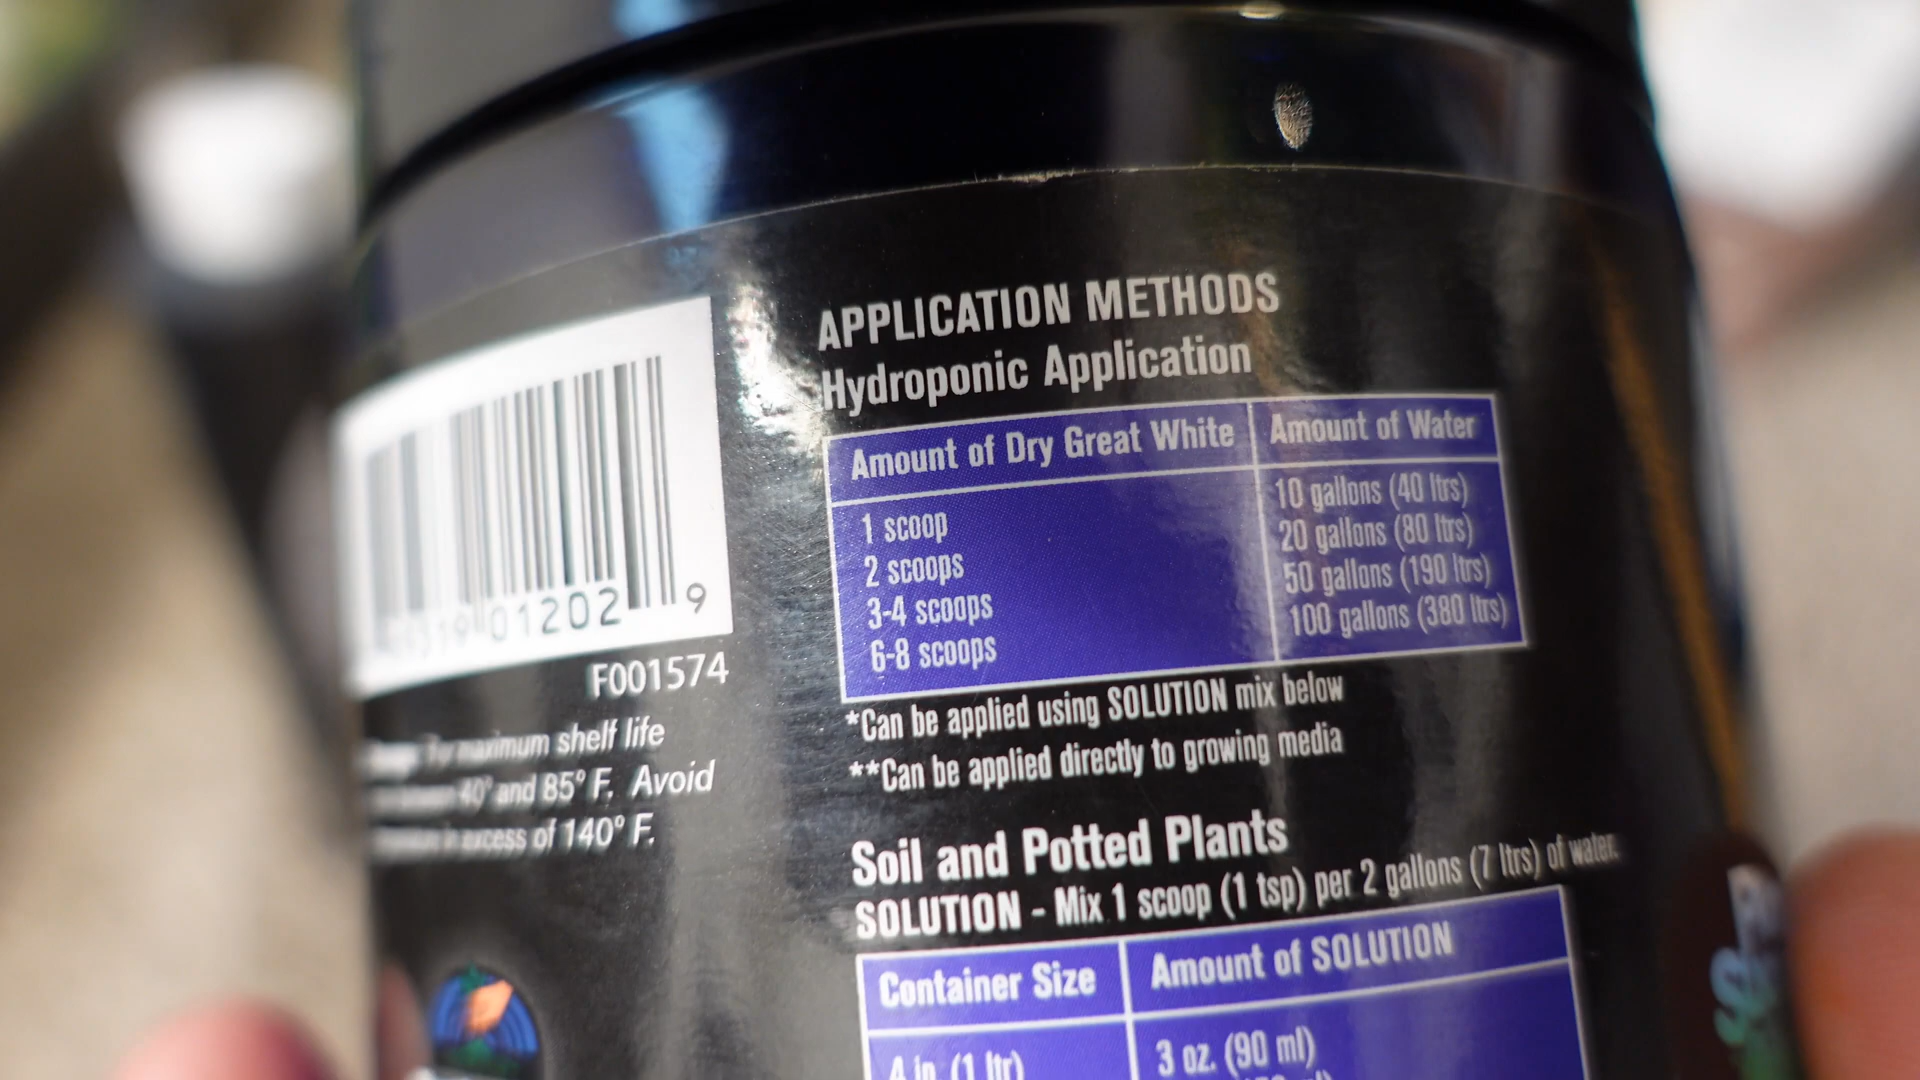 APPLICATION METHODS
Hydroponic Application
Amount of Dry Great White Amount of Water
1 scoop 10 gallons (40 ltrs)
2 scoops 20 gallons (80 ltrs)
3-4 scoops 50 gallons (190 ltrs)
6-8 scoops 100 gallons (380 ltrs)
*Can be applied using SOLUTION mix below
**Can be applied directly to growing media
Soil and Potted Plants
SOLUTION - Mix 1 scoop (1 tsp) per 2 gallons (7 ltrs) of water.
Container Size Amount of SOLUTION
4 in. (1 ltr) 3 oz. (90 ml)
01202 9
F001574
For maximum shelf life
40° and 85° F. Avoid
in excess of 140° F.